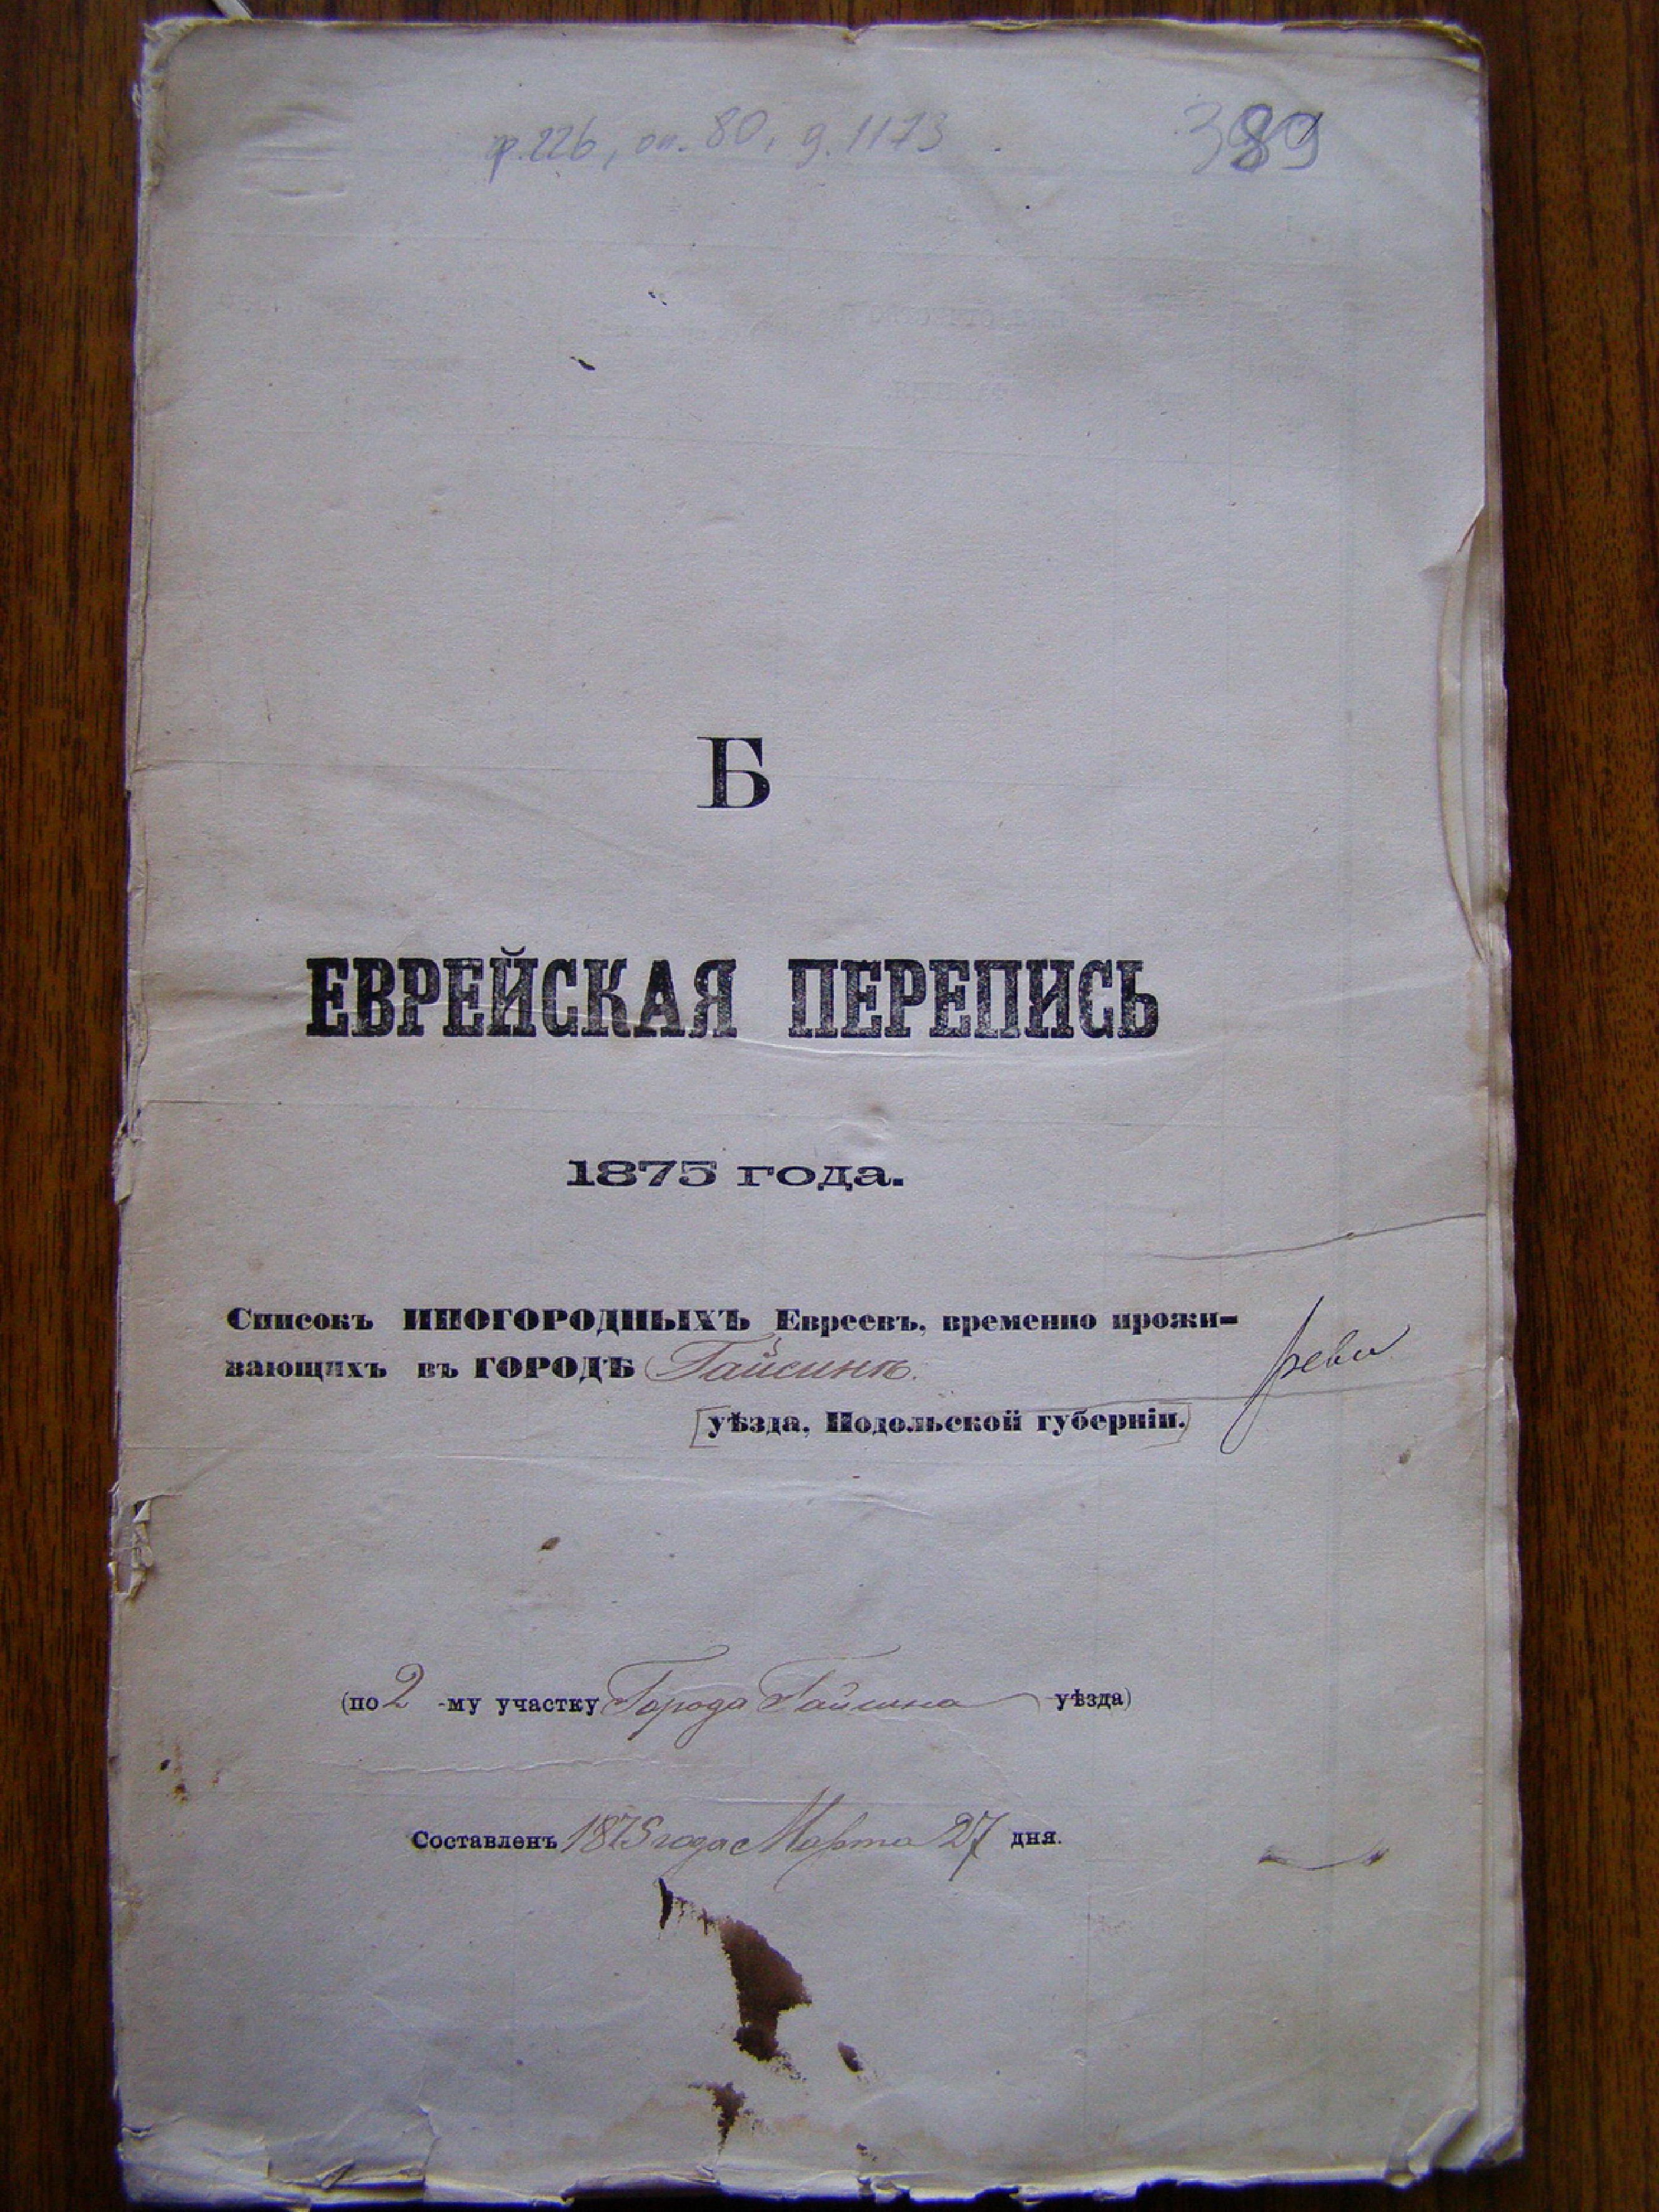 ф. 226, оп. 80, д. 1173
389
Б
ЕВРЕЙСКАЯ ПЕРЕПИСЬ
1875 года.
Списокъ ИНОГОРОДНЫХЪ Евреевъ, временно прожи-
вающихъ въ ГОРОДѢ Гайсинѣ.
уѣзда, Подольской губерніи.
(по 2 -му участку Города Гайсина уѣзда)
Составленъ 1875 года Марта 27 дня.